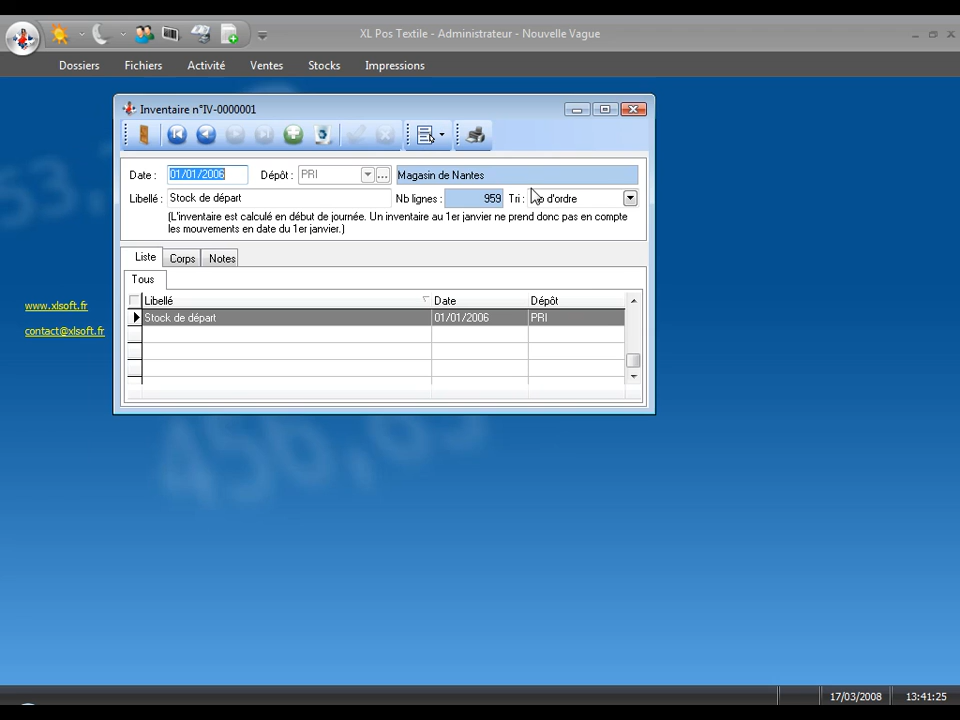 XL Pos Textile - Administrateur - Nouvelle Vague
Dossiers Fichiers Activité Ventes Stocks Impressions
Inventaire n°IV-0000001
Date : 01/01/2006 Dépôt : PRI Magasin de Nantes
Libellé : Stock de départ Nb lignes : 959 Tri : d'ordre
(L'inventaire est calculé en début de journée. Un inventaire au 1er janvier ne prend donc pas en compte
les mouvements en date du 1er janvier.)
Liste Corps Notes
Tous
Libellé Date Dépôt
Stock de départ 01/01/2006 PRI
www.xlsoft.fr
contact@xlsoft.fr
17/03/2008 13:41:25